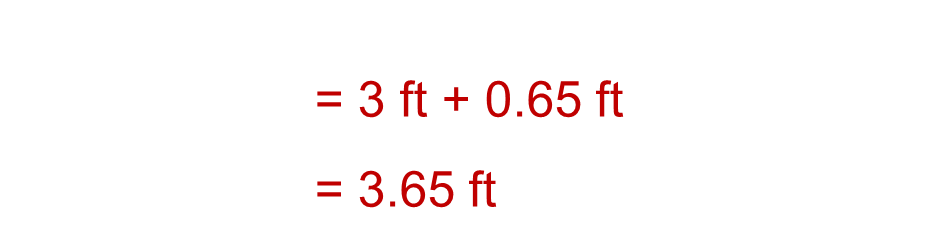 = 3 ft + 0.65 ft
= 3.65 ft